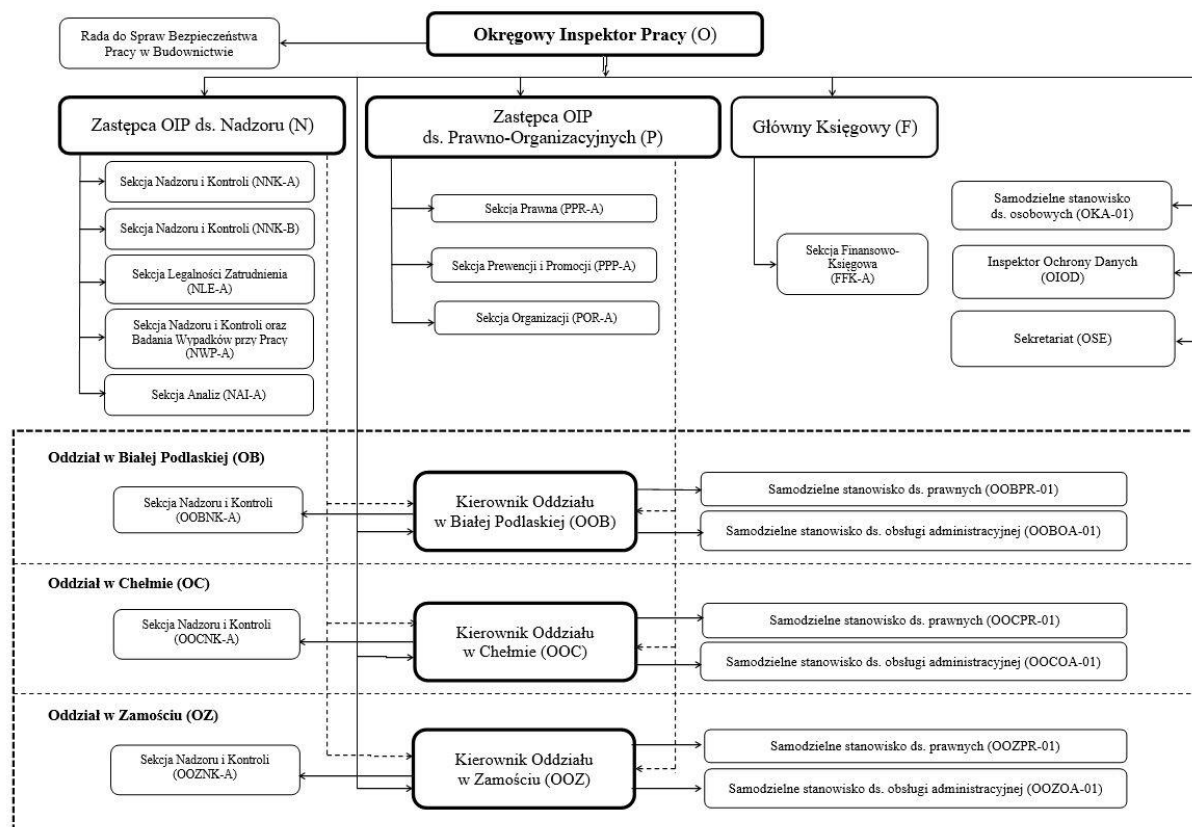 Rada do Spraw Bezpieczeństwa
Pracy w Budownictwie
Okręgowy Inspektor Pracy (O)
Zastępca OIP ds. Nadzoru (N)
Zastępca OIP
ds. Prawno-Organizacyjnych (P)
Główny Księgowy (F)
Sekcja Nadzoru i Kontroli (NNK-A)
Sekcja Nadzoru i Kontroli (NNK-B)
Sekcja Legalności Zatrudnienia
(NLE-A)
Sekcja Nadzoru i Kontroli oraz
Badania Wypadków przy Pracy
(NWP-A)
Sekcja Analiz (NAI-A)
Sekcja Prawna (PPR-A)
Sekcja Prewencji i Promocji (PPP-A)
Sekcja Organizacji (POR-A)
Sekcja Finansowo-
Księgowa
(FFK-A)
Samodzielne stanowisko
ds. osobowych (OKA-01)
Inspektor Ochrony Danych
(OIOD)
Sekretariat (OSE)
Oddział w Białej Podlaskiej (OB)
Sekcja Nadzoru i Kontroli
(OOBNK-A)
Kierownik Oddziału
w Białej Podlaskiej (OOB)
Samodzielne stanowisko ds. prawnych (OOBPR-01)
Samodzielne stanowisko ds. obsługi administracyjnej (OOBOA-01)
Oddział w Chełmie (OC)
Sekcja Nadzoru i Kontroli
(OOCNK-A)
Kierownik Oddziału
w Chełmie (OOC)
Samodzielne stanowisko ds. prawnych (OOCPR-01)
Samodzielne stanowisko ds. obsługi administracyjnej (OOCOA-01)
Oddział w Zamościu (OZ)
Sekcja Nadzoru i Kontroli
(OOZNK-A)
Kierownik Oddziału
w Zamościu (OOZ)
Samodzielne stanowisko ds. prawnych (OOZPR-01)
Samodzielne stanowisko ds. obsługi administracyjnej (OOZOA-01)